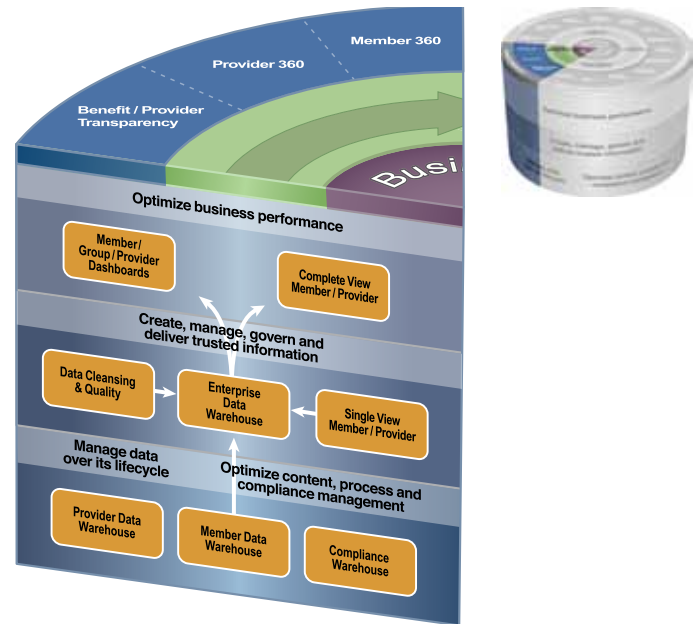 Member 360
Provider 360
Benefit / Provider
Transparency
Busi
Optimize business performance
Member /
Group / Provider
Dashboards
Complete View
Member / Provider
Create, manage, govern and
deliver trusted information
Data Cleansing
& Quality
Enterprise
Data
Warehouse
Single View
Member / Provider
Manage data
over its lifecycle
Optimize content, process and
compliance management
Provider Data
Warehouse
Member Data
Warehouse
Compliance
Warehouse